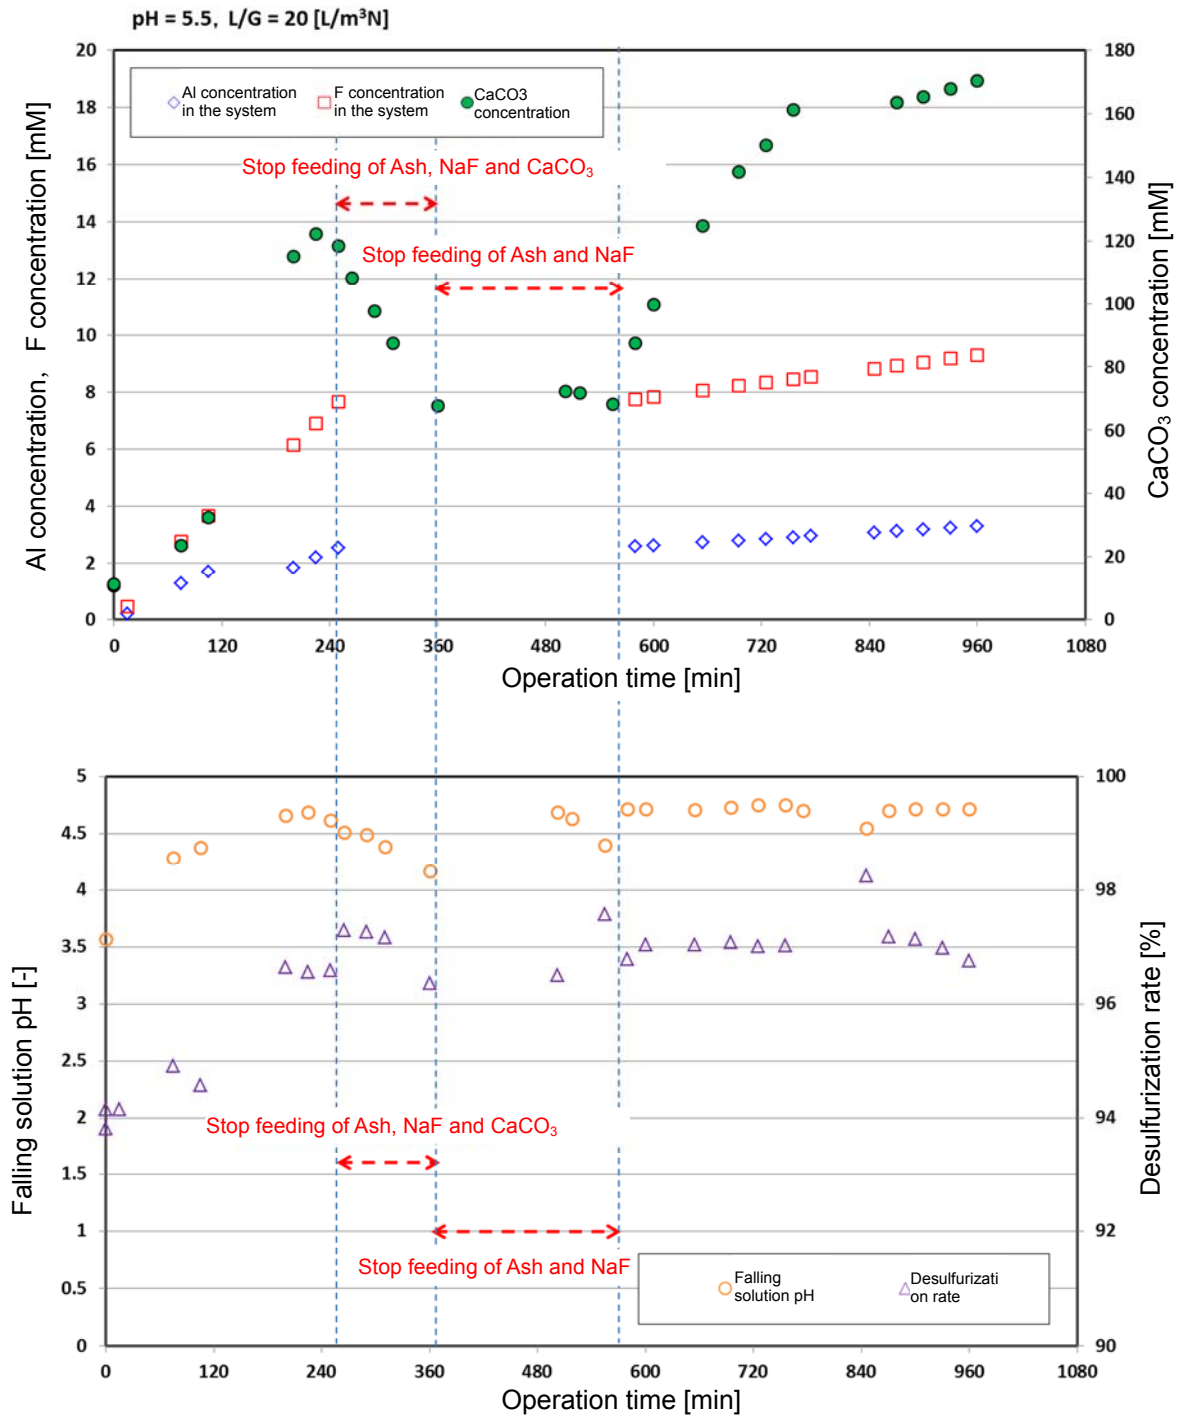 pH = 5.5, L/G = 20 [L/m³N]
20
18
16
14
12
10
8
6
4
2
0
Al concentration, F concentration [mM]
180
160
140
120
100
80
60
40
20
0
CaCO₃ concentration [mM]
Al concentration
in the system
F concentration
in the system
CaCO3
concentration
Stop feeding of Ash, NaF and CaCO₃
Stop feeding of Ash and NaF
0 120 240 360 480 600 720 840 960 1080
Operation time [min]
5
4.5
4
3.5
3
2.5
2
1.5
1
0.5
0
Falling solution pH [-]
100
98
96
94
92
90
Desulfurization rate [%]
Stop feeding of Ash, NaF and CaCO₃
Stop feeding of Ash and NaF
Falling
solution pH
Desulfurizati
on rate
0 120 240 360 480 600 720 840 960 1080
Operation time [min]